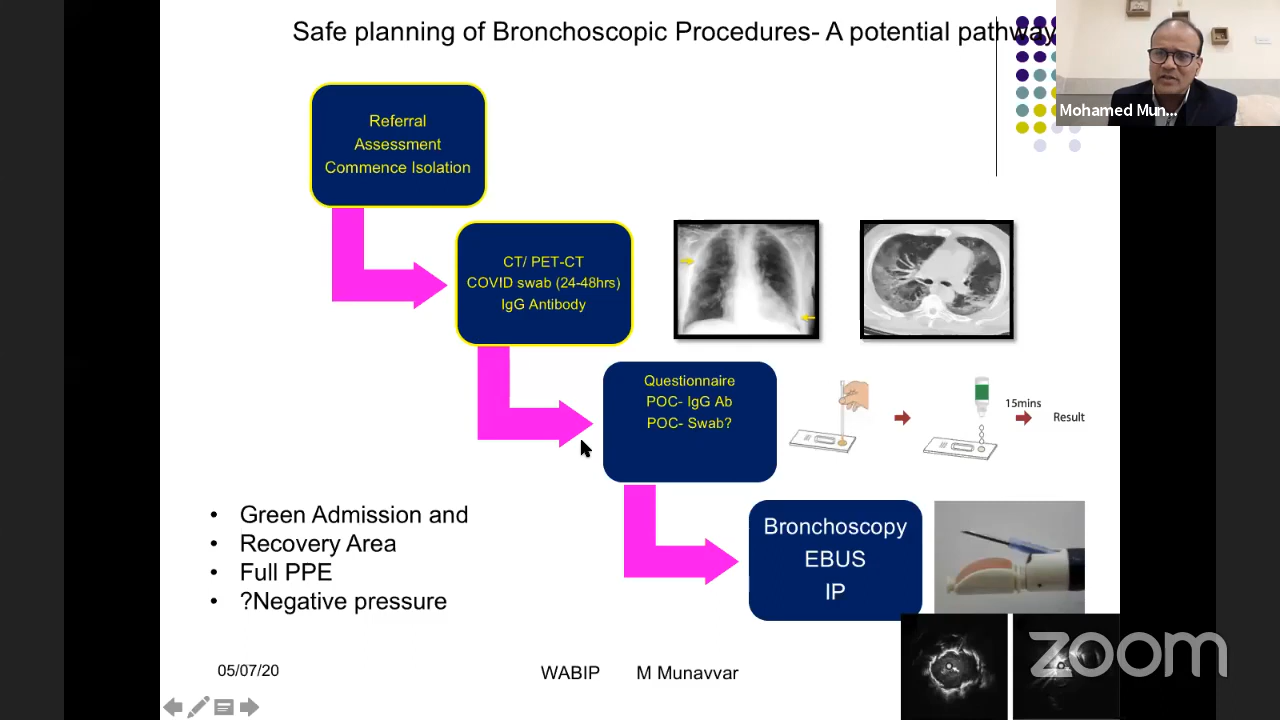 Safe planning of Bronchoscopic Procedures- A potential pathway
Mohamed Mun...
Referral
Assessment
Commence Isolation
CT/ PET-CT
COVID swab (24-48hrs)
IgG Antibody
Questionnaire
POC- IgG Ab
POC- Swab?
15mins
Result
Bronchoscopy
EBUS
IP
• Green Admission and
• Recovery Area
• Full PPE
• ?Negative pressure
05/07/20
WABIP M Munavvar
zoom